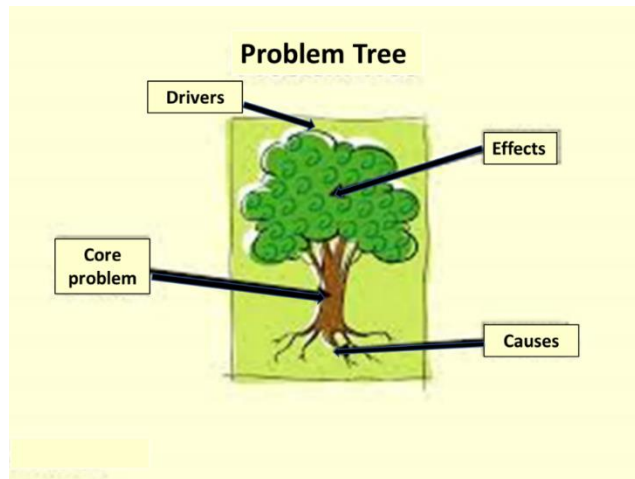 Problem Tree
Drivers
Effects
Core
problem
Causes